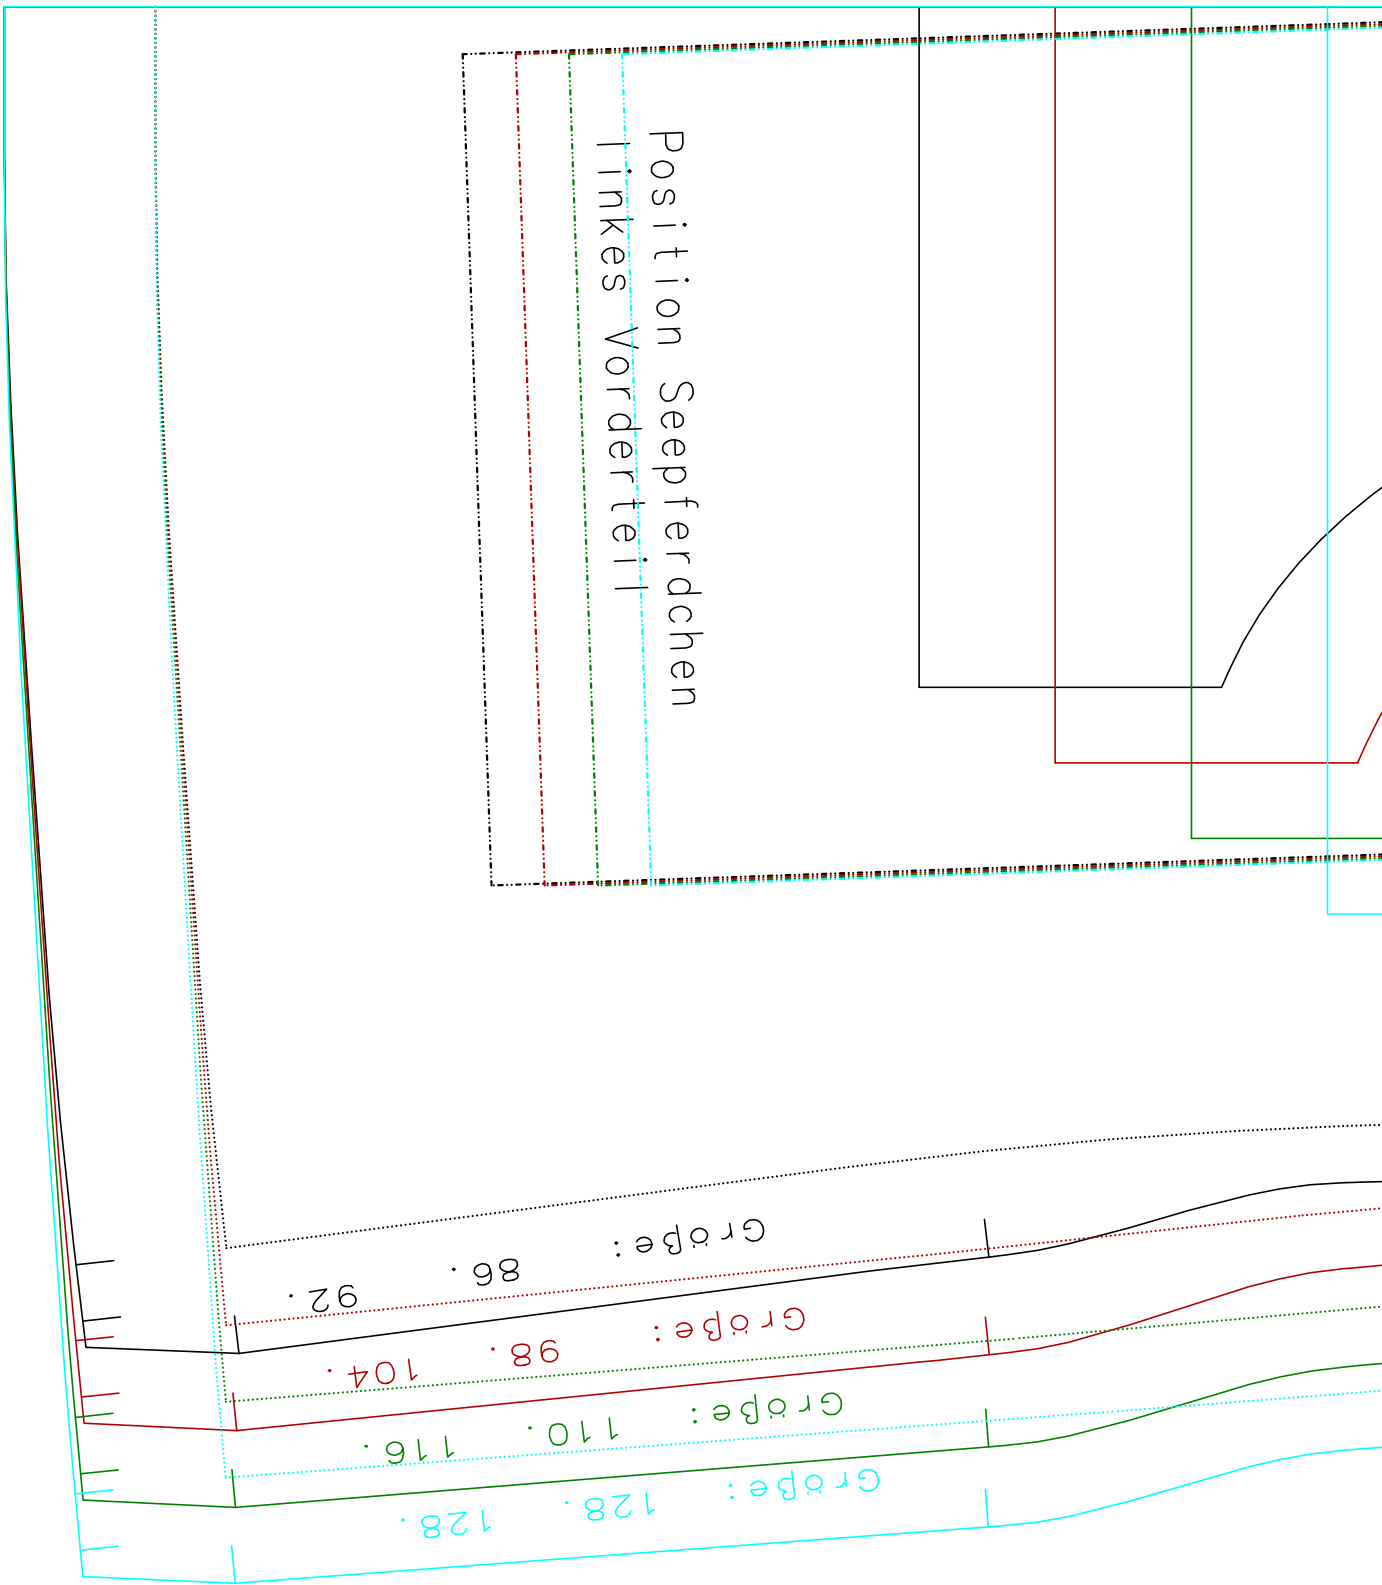 Position Seepferdchen
linkes Vorderteil
Größe: 86. 92.
Größe: 98. 104.
Größe: 110. 116.
Größe: 128. 128.